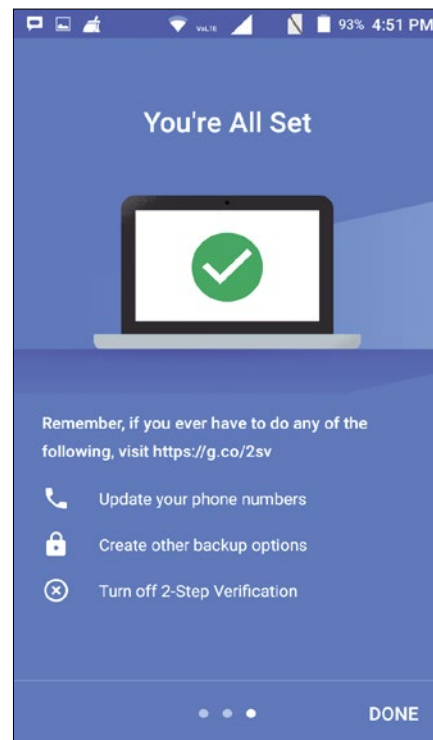 VoLTE 93% 4:51 PM
You're All Set
Remember, if you ever have to do any of the
following, visit https://g.co/2sv
Update your phone numbers
Create other backup options
Turn off 2-Step Verification
DONE